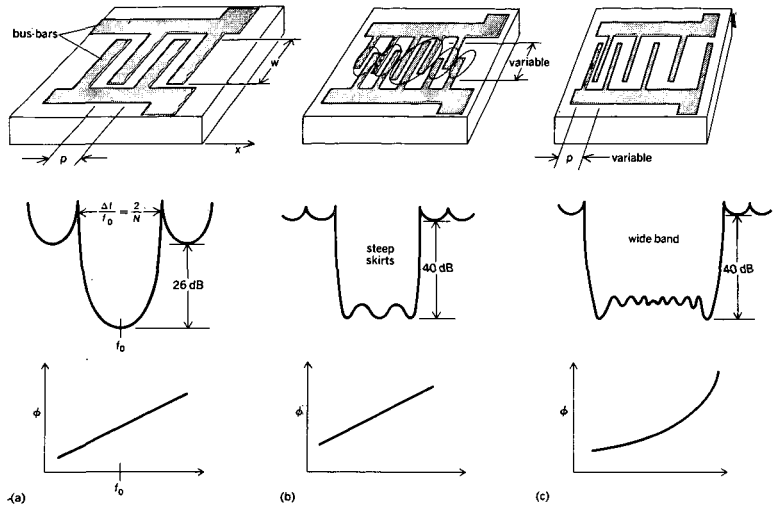 bus-bars
w
p
x
variable
p
variable
Δf/f₀ = 2/N
26 dB
f₀
steep
skirts
40 dB
wide band
40 dB
ϕ
f₀
ϕ
ϕ
(a)
(b)
(c)